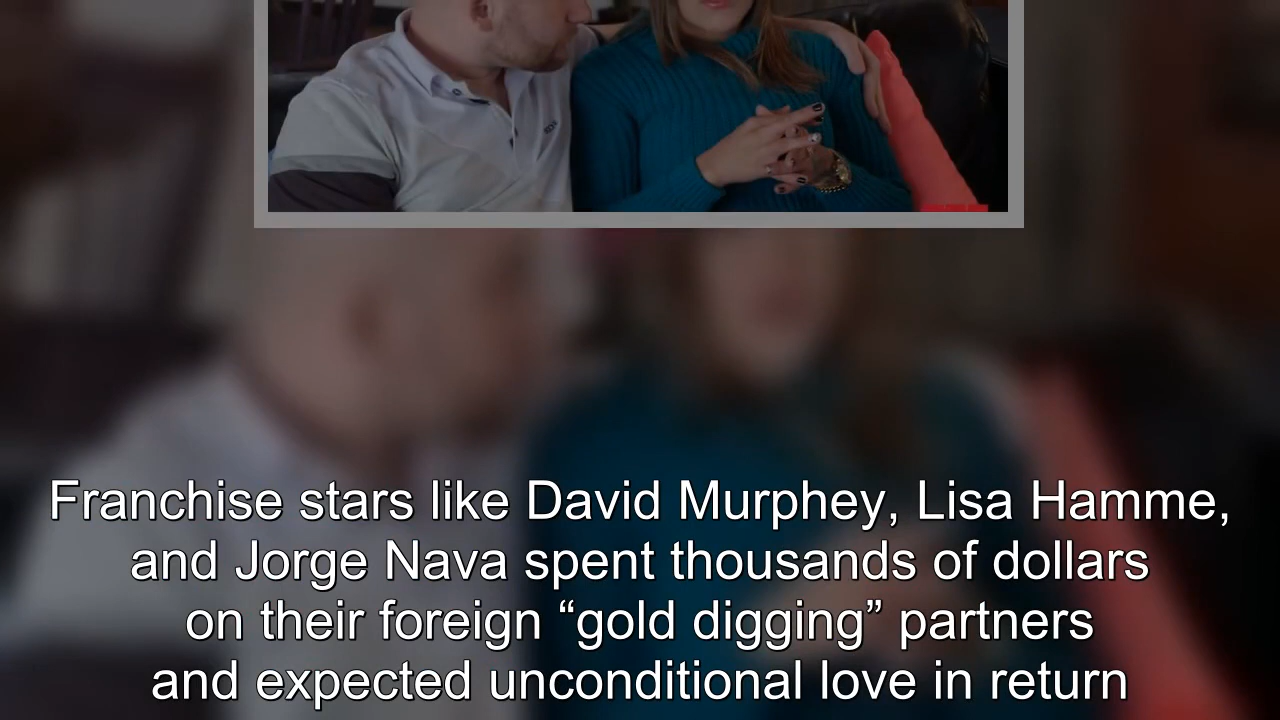 Franchise stars like David Murphey, Lisa Hamme,
and Jorge Nava spent thousands of dollars
on their foreign “gold digging” partners
and expected unconditional love in return